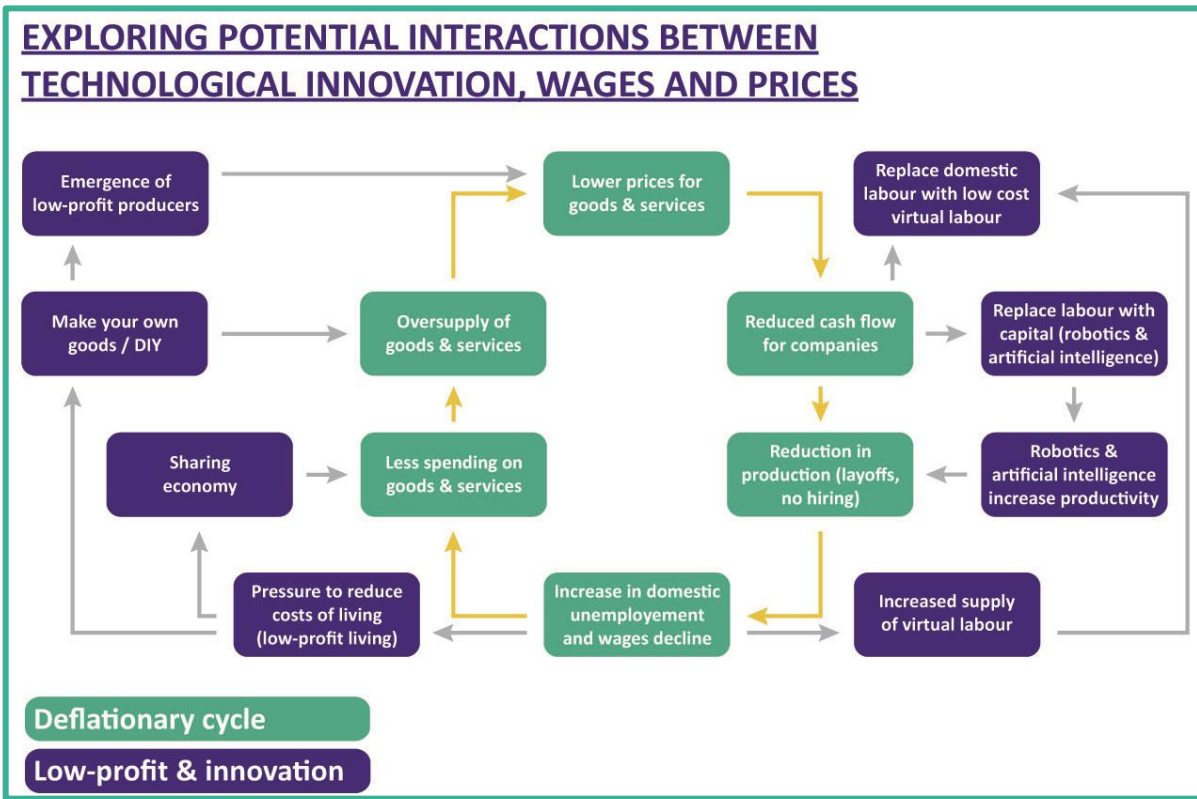 EXPLORING POTENTIAL INTERACTIONS BETWEEN
TECHNOLOGICAL INNOVATION, WAGES AND PRICES
Emergence of
low-profit producers
Lower prices for
goods & services
Replace domestic
labour with low cost
virtual labour
Make your own
goods / DIY
Oversupply of
goods & services
Reduced cash flow
for companies
Replace labour with
capital (robotics &
artificial intelligence)
Sharing
economy
Less spending on
goods & services
Reduction in
production (layoffs,
no hiring)
Robotics &
artificial intelligence
increase productivity
Pressure to reduce
costs of living
(low-profit living)
Increase in domestic
unemployement
and wages decline
Increased supply
of virtual labour
Deflationary cycle
Low-profit & innovation